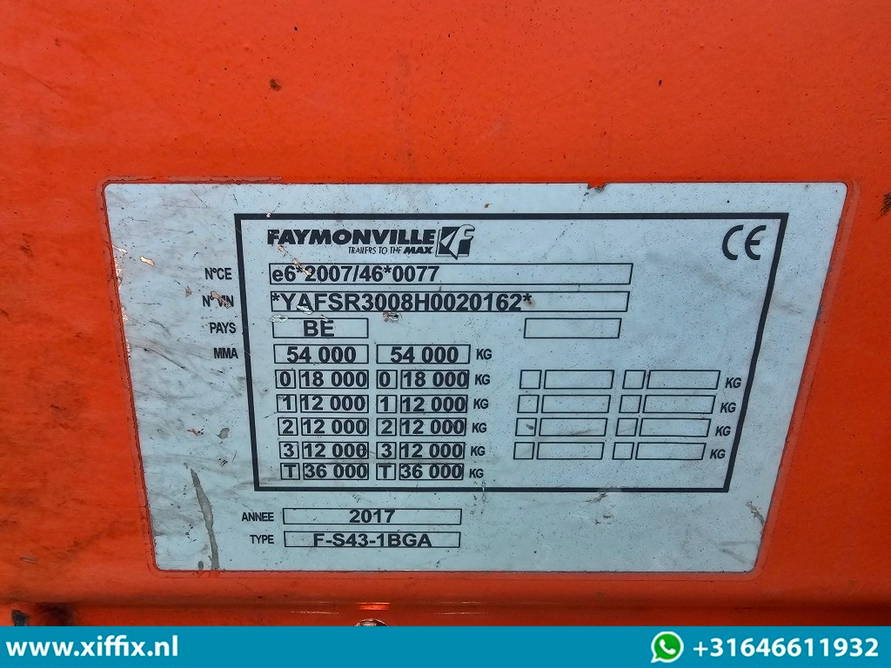 FAYMONVILLE
TRAILERS TO THE MAX
CE
N°CE e6*2007/46*0077
N° VIN *YAFSR3008H0020162*
PAYS BE
MMA 54 000 54 000 KG
0 18 000 0 18 000 KG KG
1 12 000 1 12 000 KG KG
2 12 000 2 12 000 KG KG
3 12 000 3 12 000 KG KG
T 36 000 T 36 000 KG
ANNEE 2017
TYPE F-S43-1BGA
www.xiffix.nl +31646611932